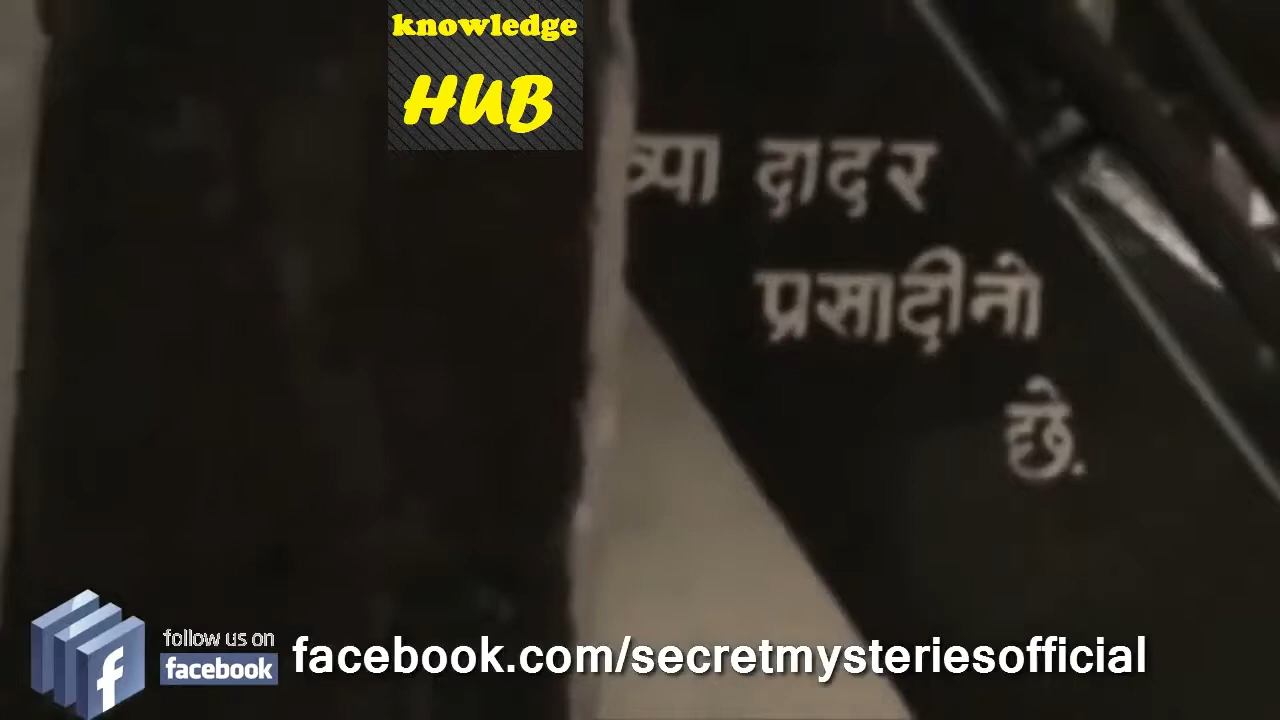 knowledge
HUB
दादर
प्रसादीनो
छे.
follow us on
facebook
facebook.com/secretmysteriesofficial